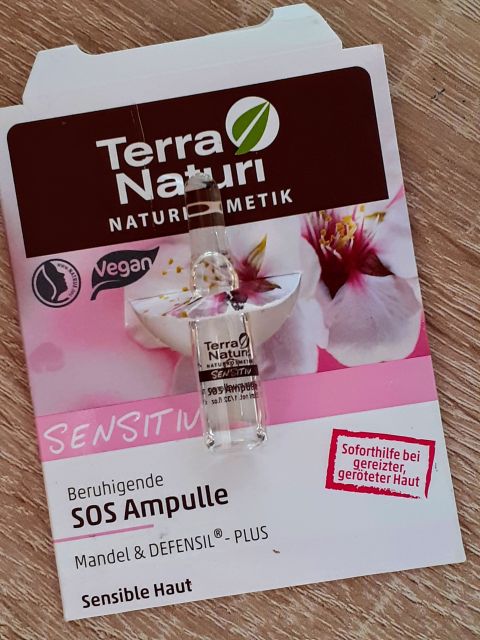 Terra
Naturi
NATURKOSMETIK
Vegan
Terra
Naturi
NATURKOSMETIK
SENSITIV
SOS Ampulle
SENSITIV
Soforthilfe bei
gereizter,
geröteter Haut
Beruhigende
SOS Ampulle
Mandel & DEFENSIL® - PLUS
Sensible Haut